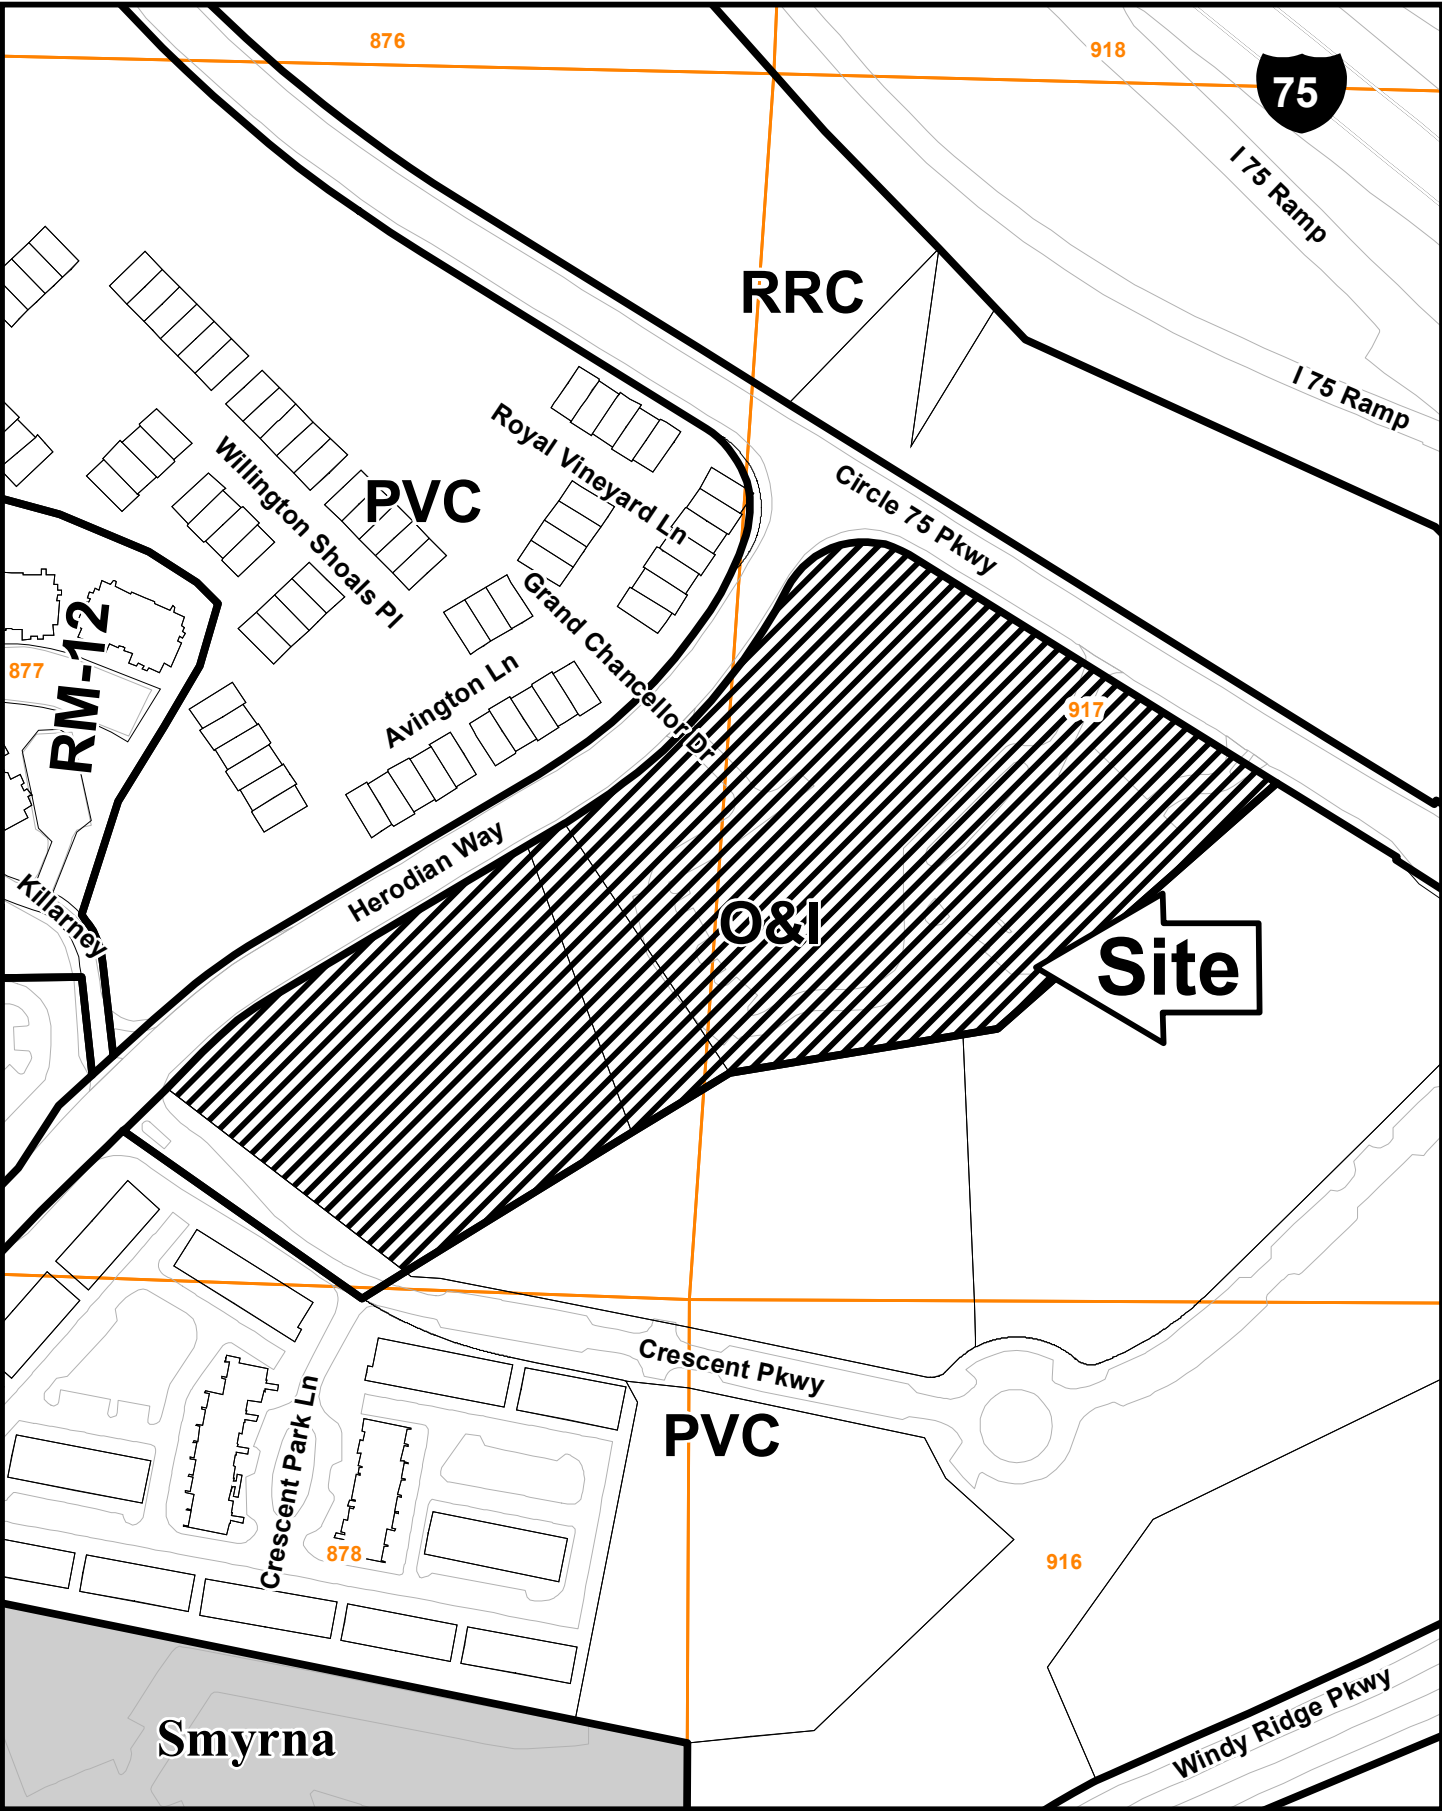 876
918
75
I 75 Ramp
RRC
I 75 Ramp
Royal Vineyard Ln
Willington Shoals Pl
PVC
Circle 75 Pkwy
Grand Chancellor Dr
RM-12
877
Avington Ln
917
Herodian Way
Killarney
O&I
Site
Crescent Pkwy
Crescent Park Ln
PVC
878
916
Windy Ridge Pkwy
Smyrna